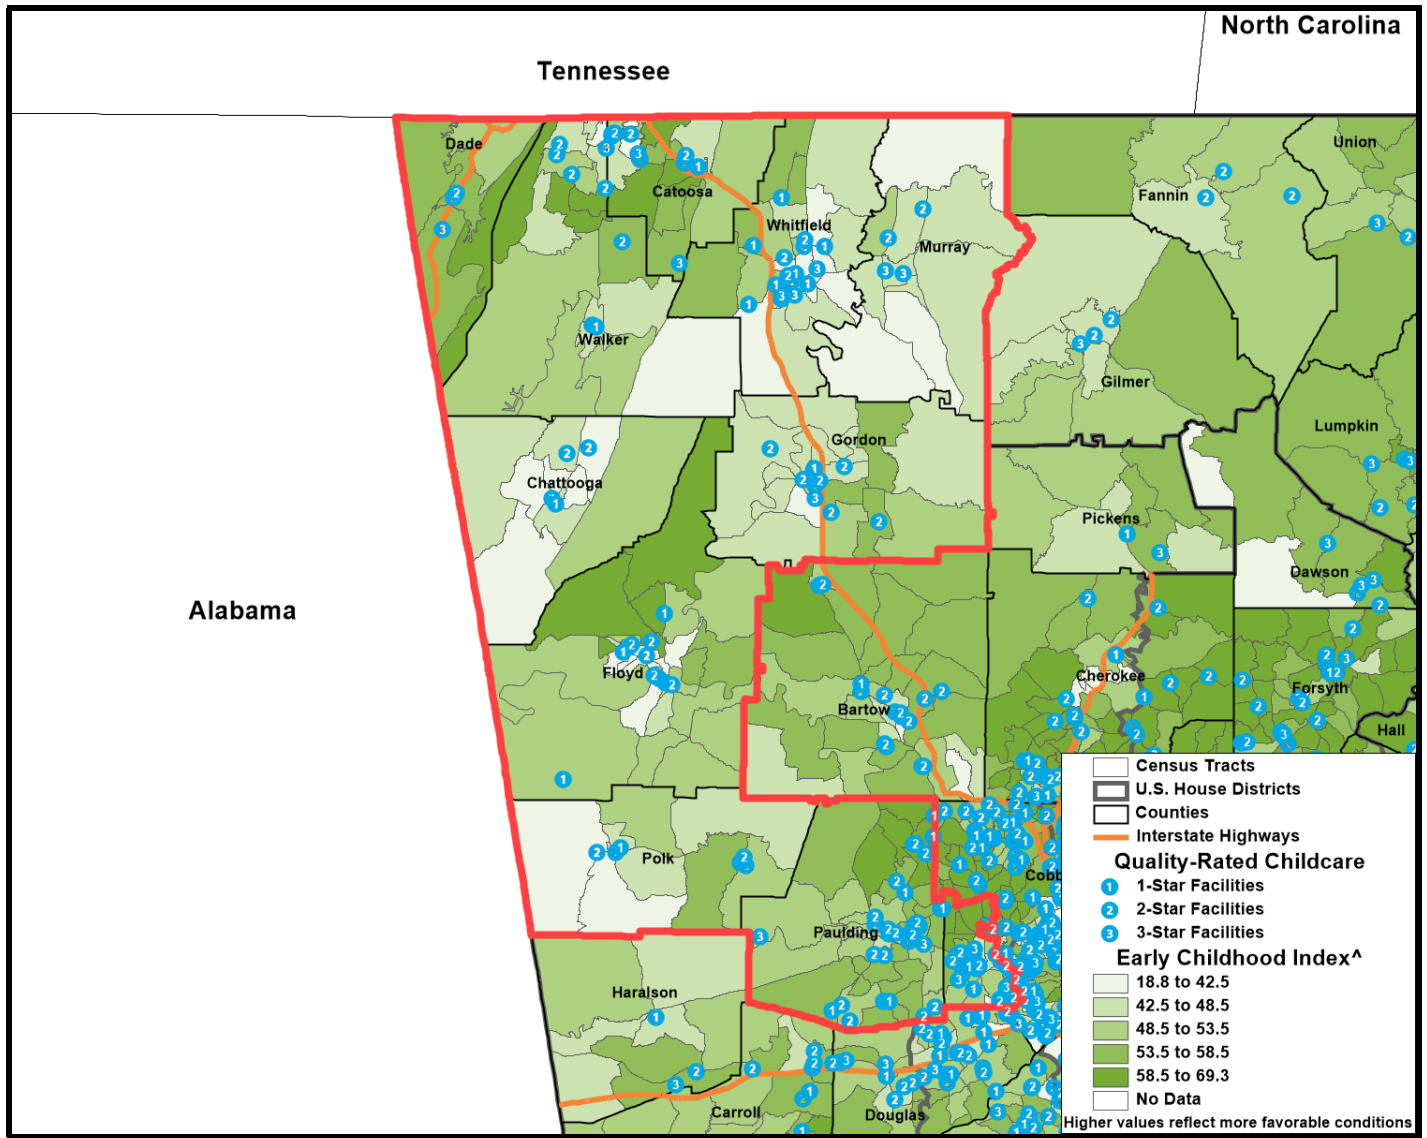 North Carolina
Tennessee
Alabama
Dade
Catoosa
Whitfield
Murray
Walker
Chattooga
Gordon
Floyd
Bartow
Polk
Paulding
Haralson
Carroll
Douglas
Cobb
Cherokee
Pickens
Gilmer
Fannin
Union
Lumpkin
Dawson
Forsyth
Hall
Census Tracts
U.S. House Districts
Counties
Interstate Highways
Quality-Rated Childcare
1 1-Star Facilities
2 2-Star Facilities
3 3-Star Facilities
Early Childhood Index^
18.8 to 42.5
42.5 to 48.5
48.5 to 53.5
53.5 to 58.5
58.5 to 69.3
No Data
Higher values reflect more favorable conditions